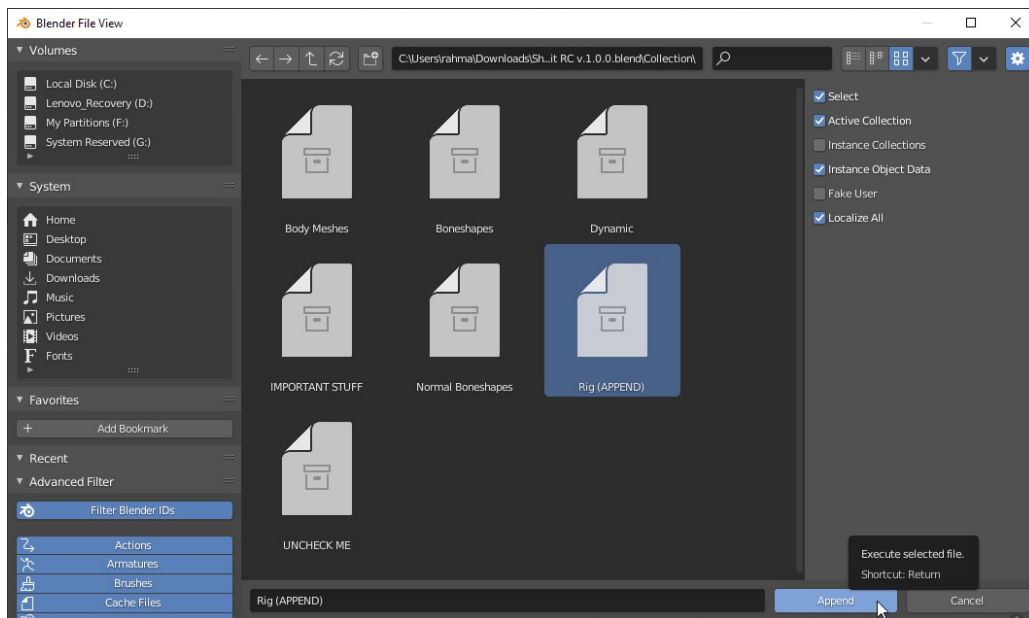 Blender File View
Volumes
Local Disk (C:)
Lenovo_Recovery (D:)
My Partitions (F:)
System Reserved (G:)
System
Home
Desktop
Documents
Downloads
Music
Pictures
Videos
Fonts
Favorites
Add Bookmark
Recent
Advanced Filter
Filter Blender IDs
Actions
Armatures
Brushes
Cache Files
C:\Users\rahma\Downloads\Sh...it RC v.1.0.0.blend\Collection\
Body Meshes
Boneshapes
Dynamic
IMPORTANT STUFF
Normal Boneshapes
Rig (APPEND)
UNCHECK ME
Select
Active Collection
Instance Collections
Instance Object Data
Fake User
Localize All
Execute selected file.
Shortcut: Return
Rig (APPEND)
Append
Cancel